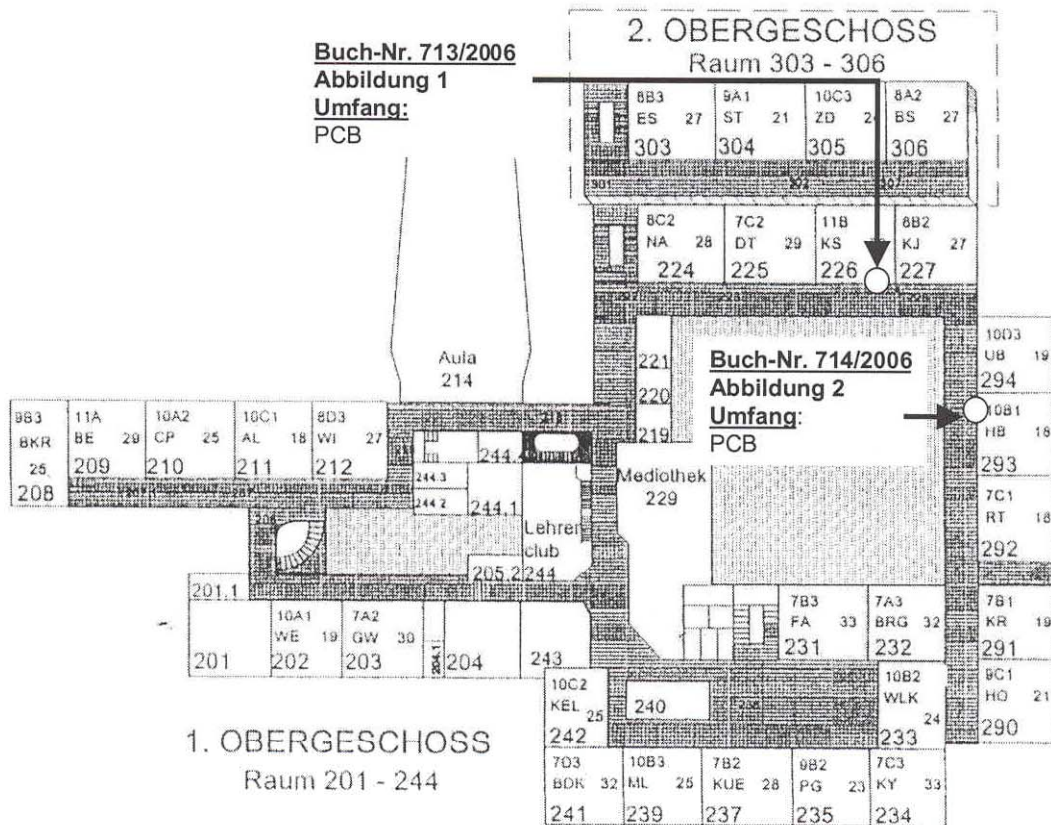 2. OBERGESCHOSS
Raum 303 - 306
Buch-Nr. 713/2006
Abbildung 1
Umfang:
PCB
8B3
ES 27
303
9A1
ST 21
304
10C3
ZD
305
8A2
BS 27
306
301
302
307
8C2
NA 28
224
7C2
DT 29
225
11B
KS
226
8B2
KJ 27
227
Buch-Nr. 714/2006
Abbildung 2
Umfang:
PCB
10D3
UB 19
294
10B1
HB 18
293
7C1
RT 18
292
7B1
KR 19
291
9C1
HO 21
290
221
220
219
Aula
214
Mediothek
229
9B3
BKR
25
208
11A
BE 29
209
10A2
CP 25
210
10C1
AL 18
211
8D3
WI 27
212
244.3
244.2
244.1
Lehrer
club
244
205.2
201.1
201
10A1
WE 19
202
7A2
GW 30
203
204.1
204
243
7B3
FA 33
231
7A3
BRG 32
232
10C2
KEL
25
242
240
10B2
WLK
24
233
7D3
BDK 32
241
10B3
ML 25
239
7B2
KUE 28
237
9B2
PG 23
235
7C3
KY 33
234
1. OBERGESCHOSS
Raum 201 - 244